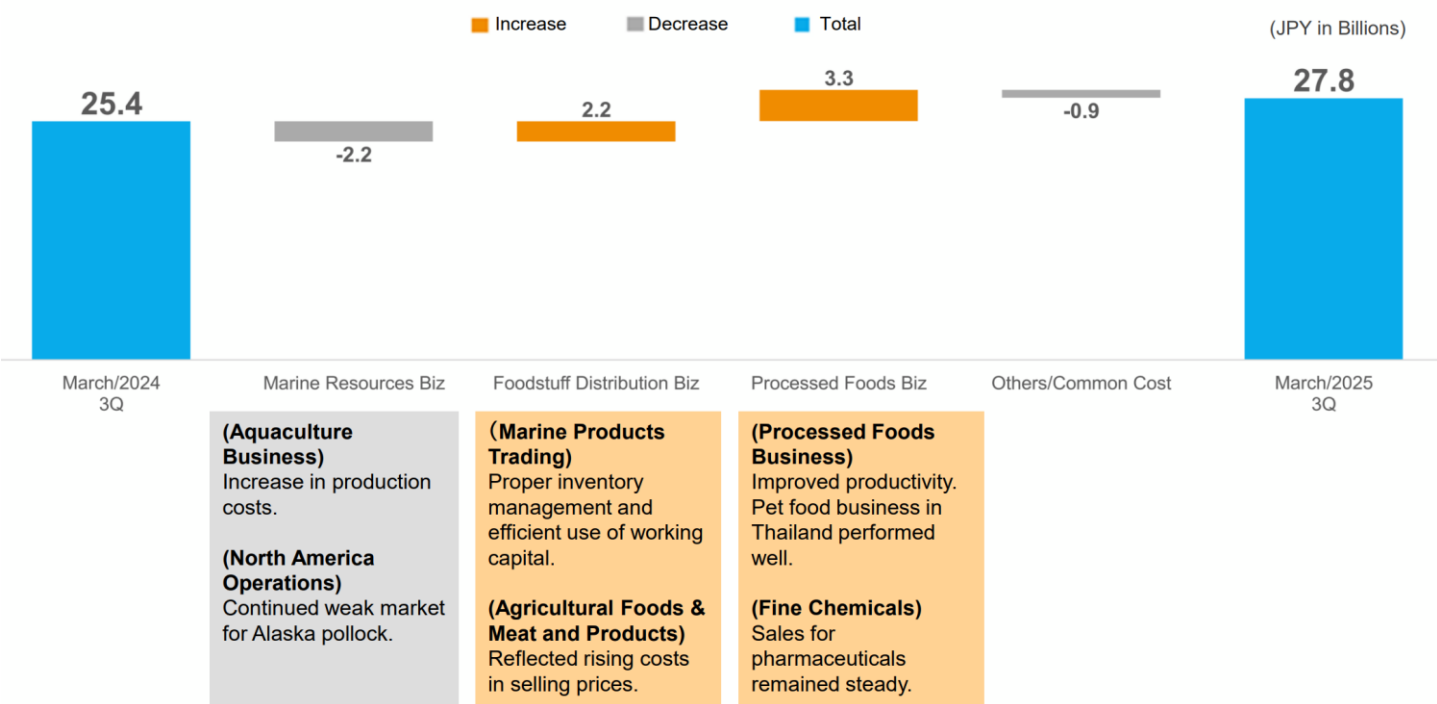 Increase
Decrease
Total
(JPY in Billions)
25.4
-2.2
2.2
3.3
-0.9
27.8
March/2024
3Q
Marine Resources Biz
Foodstuff Distribution Biz
Processed Foods Biz
Others/Common Cost
March/2025
3Q
(Aquaculture
Business)
Increase in production
costs.
(North America
Operations)
Continued weak market
for Alaska pollock.
(Marine Products
Trading)
Proper inventory
management and
efficient use of working
capital.
(Agricultural Foods &
Meat and Products)
Reflected rising costs
in selling prices.
(Processed Foods
Business)
Improved productivity.
Pet food business in
Thailand performed
well.
(Fine Chemicals)
Sales for
pharmaceuticals
remained steady.